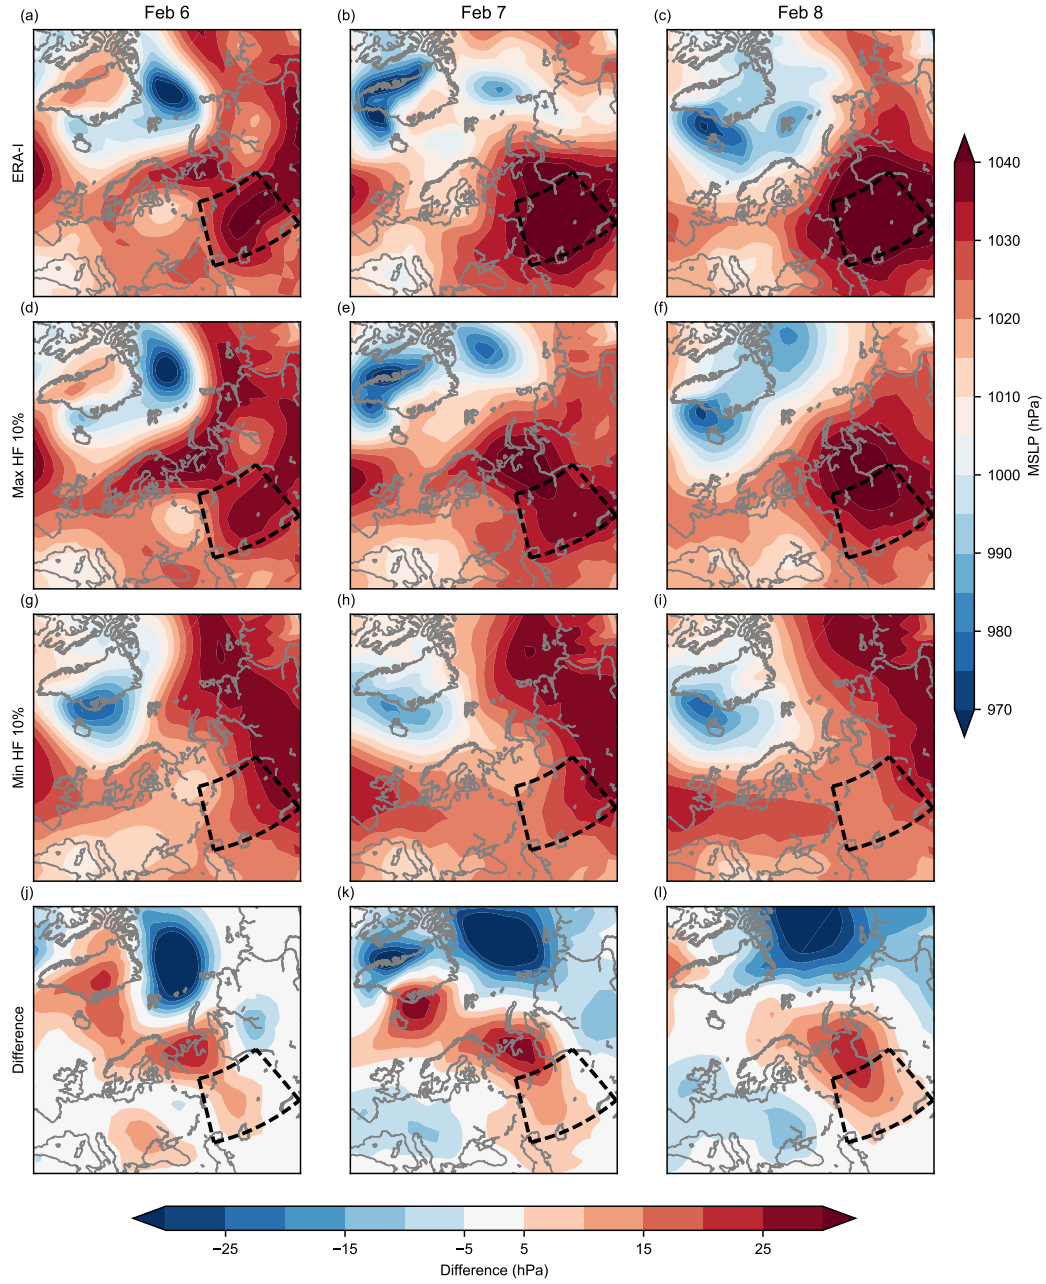 Feb 6
Feb 7
Feb 8
(a)
(b)
(c)
ERA-I
(d)
(e)
(f)
Max HF 10%
(g)
(h)
(i)
Min HF 10%
(j)
(k)
(l)
Difference
1040
1030
1020
1010
1000
990
980
970
MSLP (hPa)
−25
−15
−5
5
15
25
Difference (hPa)